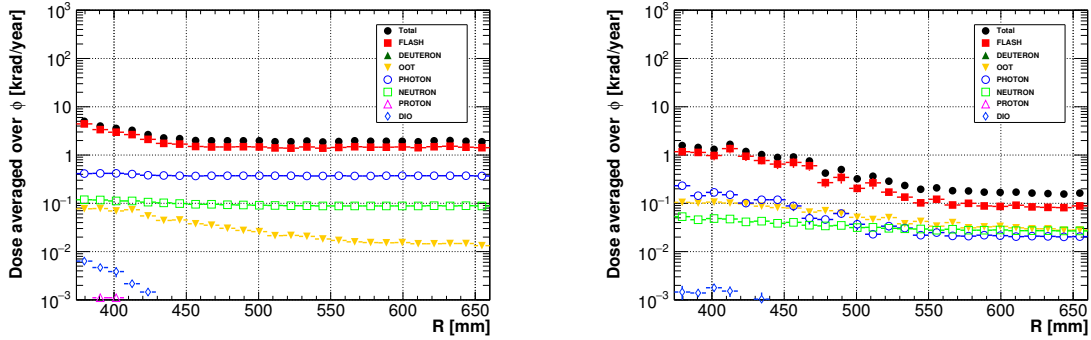 Dose averaged over ϕ [krad/year]
10³
10²
10
1
10⁻¹
10⁻²
10⁻³
400 450 500 550 600 650
R [mm]
Total
FLASH
DEUTERON
OOT
PHOTON
NEUTRON
PROTON
DIO
Dose averaged over ϕ [krad/year]
10³
10²
10
1
10⁻¹
10⁻²
10⁻³
400 450 500 550 600 650
R [mm]
Total
FLASH
DEUTERON
OOT
PHOTON
NEUTRON
PROTON
DIO